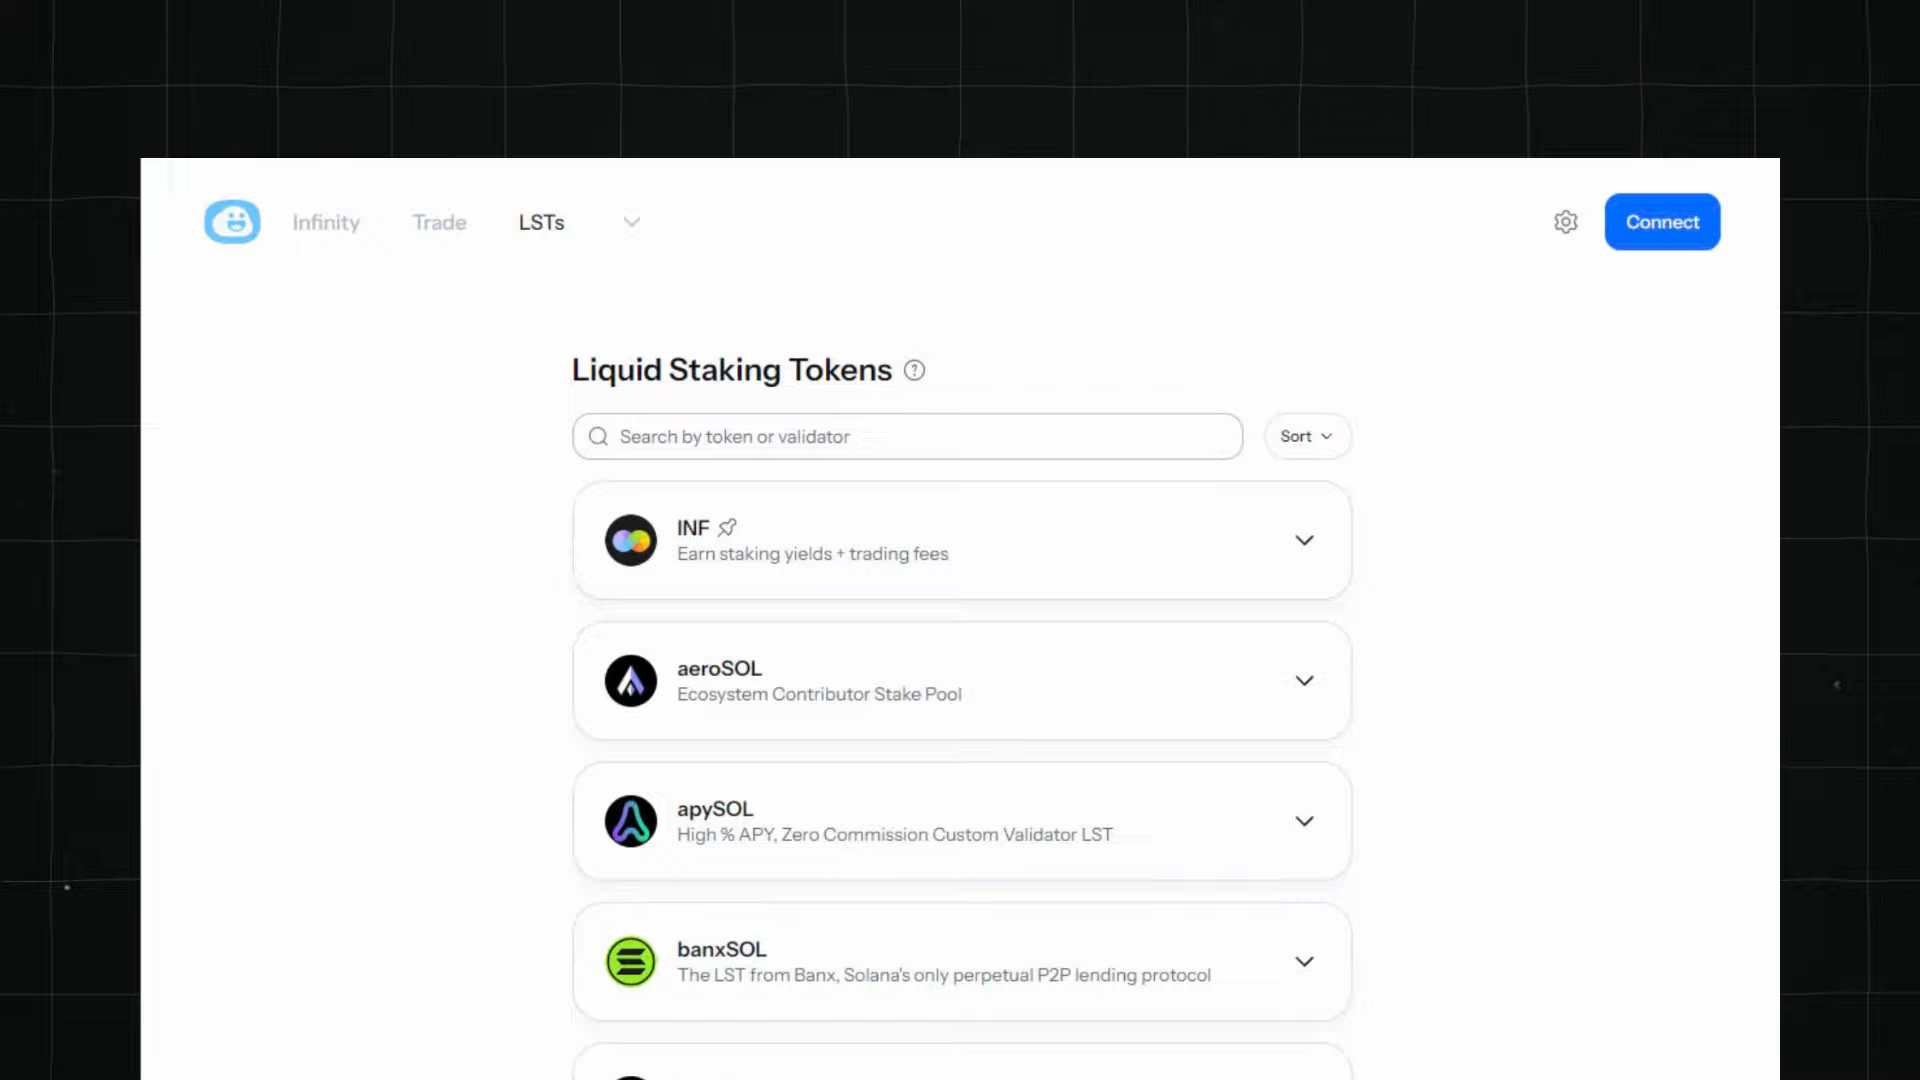 Infinity
Trade
LSTs
Connect
Liquid Staking Tokens
Search by token or validator
Sort
INF
Earn staking yields + trading fees
aeroSOL
Ecosystem Contributor Stake Pool
apySOL
High % APY, Zero Commission Custom Validator LST
banxSOL
The LST from Banx, Solana's only perpetual P2P lending protocol